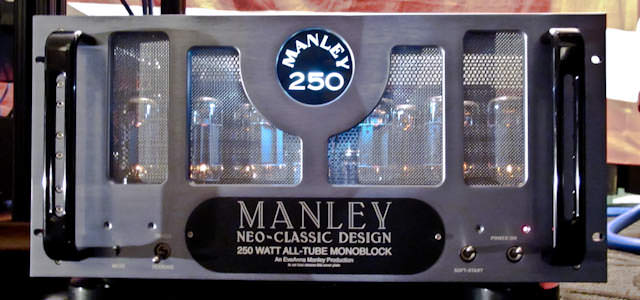 MANLEY
250
MANLEY
NEO-CLASSIC DESIGN
250 WATT ALL-TUBE MONOBLOCK
An EveAnna Manley Production
POWER ON
SOFT-START